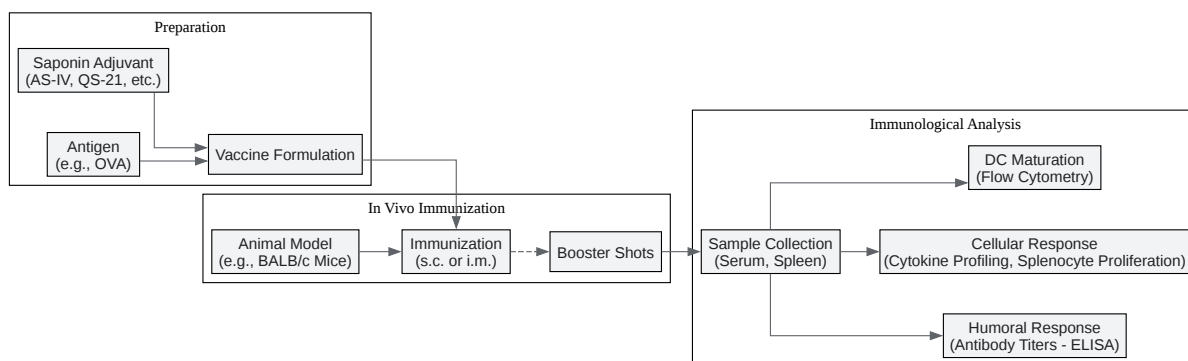 Preparation
Saponin Adjuvant
(AS-IV, QS-21, etc.)
Antigen
(e.g., OVA)
Vaccine Formulation
In Vivo Immunization
Animal Model
(e.g., BALB/c Mice)
Immunization
(s.c. or i.m.)
Booster Shots
Immunological Analysis
Sample Collection
(Serum, Spleen)
DC Maturation
(Flow Cytometry)
Cellular Response
(Cytokine Profiling, Splenocyte Proliferation)
Humoral Response
(Antibody Titers - ELISA)